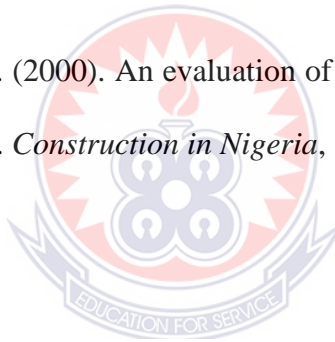 . (2000). An evaluation of
. Construction in Nigeria,
EDUCATION FOR SERVICE